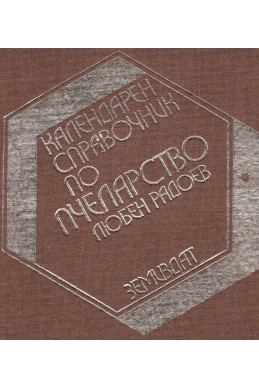 КАЛЕНДАРЕН
СПРАВОЧНИК
ПО
ПЧЕЛАРСТВО
ЛЮБЕН РАДОЕВ
ЗЕМИЗДАТ